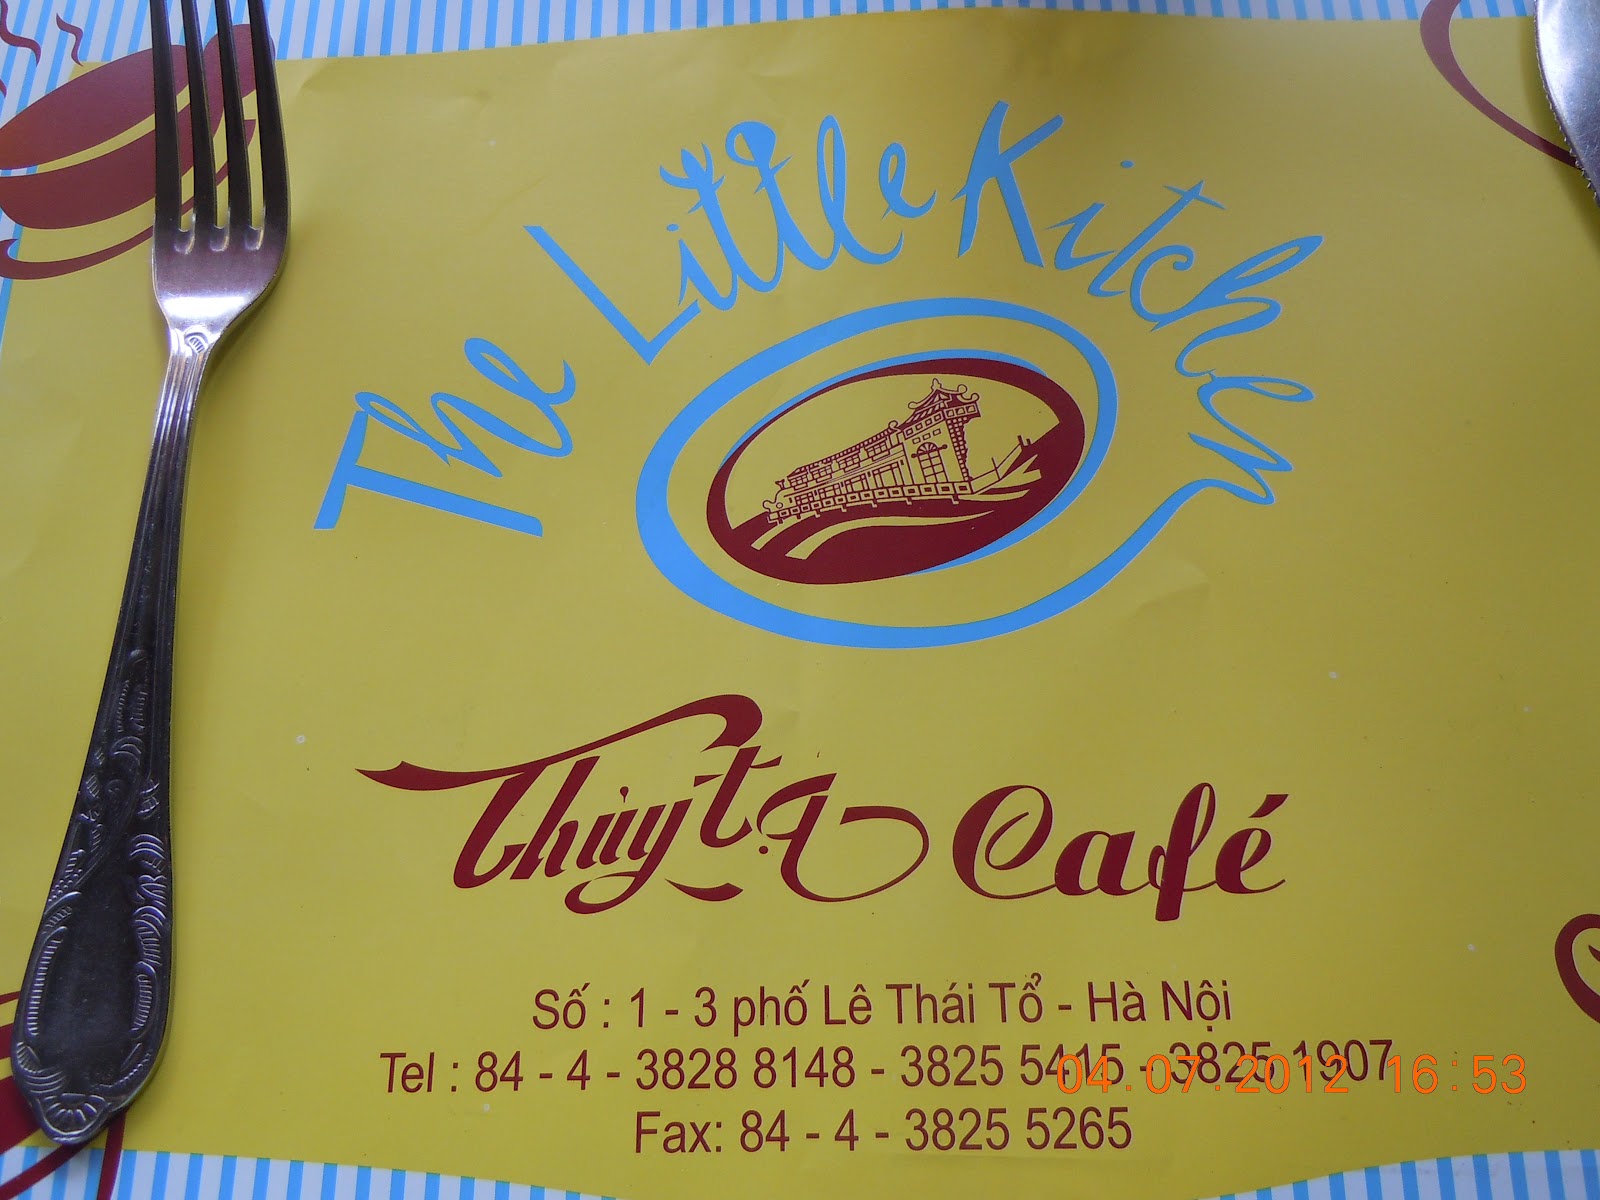 The Little Kitchen
Thủy Tạ Café
Số : 1 - 3 phố Lê Thái Tổ - Hà Nội
Tel : 84 - 4 - 3828 8148 - 3825 5415 - 3825 1907
04.07.2012 16:53
Fax: 84 - 4 - 3825 5265